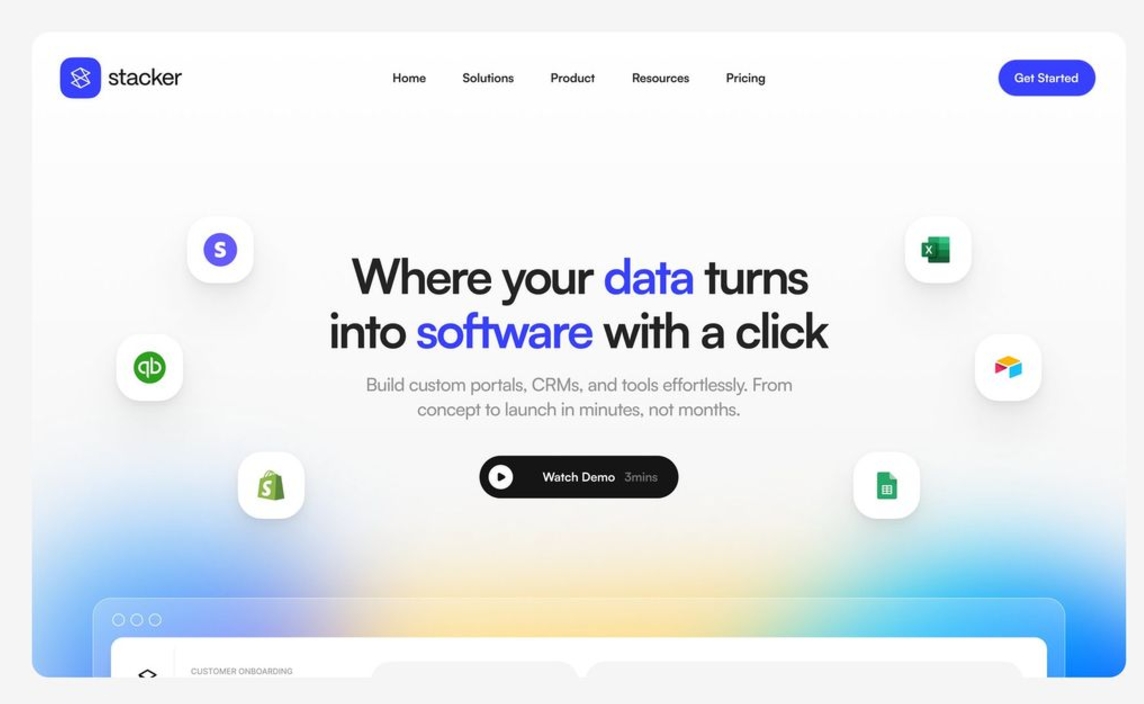 stacker
Home Solutions Product Resources Pricing
Get Started
S
X
Where your data turns
into software with a click
qb
Build custom portals, CRMs, and tools effortlessly. From
concept to launch in minutes, not months.
S
Watch Demo 3mins
CUSTOMER ONBOARDING